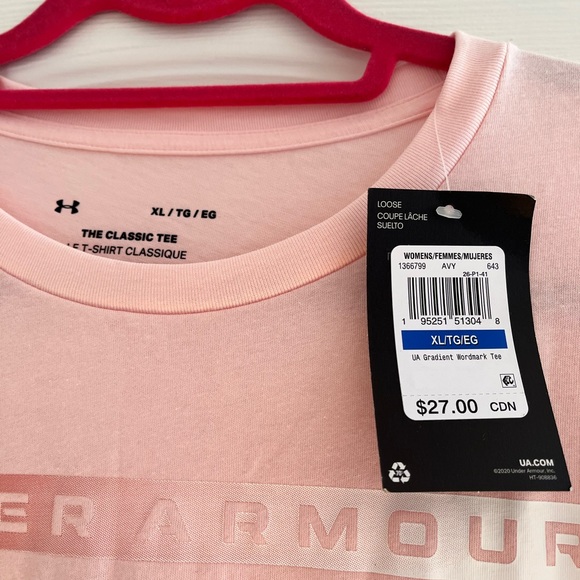 XL / TG / EG
THE CLASSIC TEE
T-SHIRT CLASSIQUE
LOOSE
COUPE LÂCHE
SUELTO
WOMENS/FEMMES/MUJERES
1366799 AVY 643
26-P1-41
1 95251 51304 8
XL/TG/EG
UA Gradient Wordmark Tee
$27.00 CDN
UA.COM
©2020 Under Armour, Inc.
HT-908836
ER ARMOUR